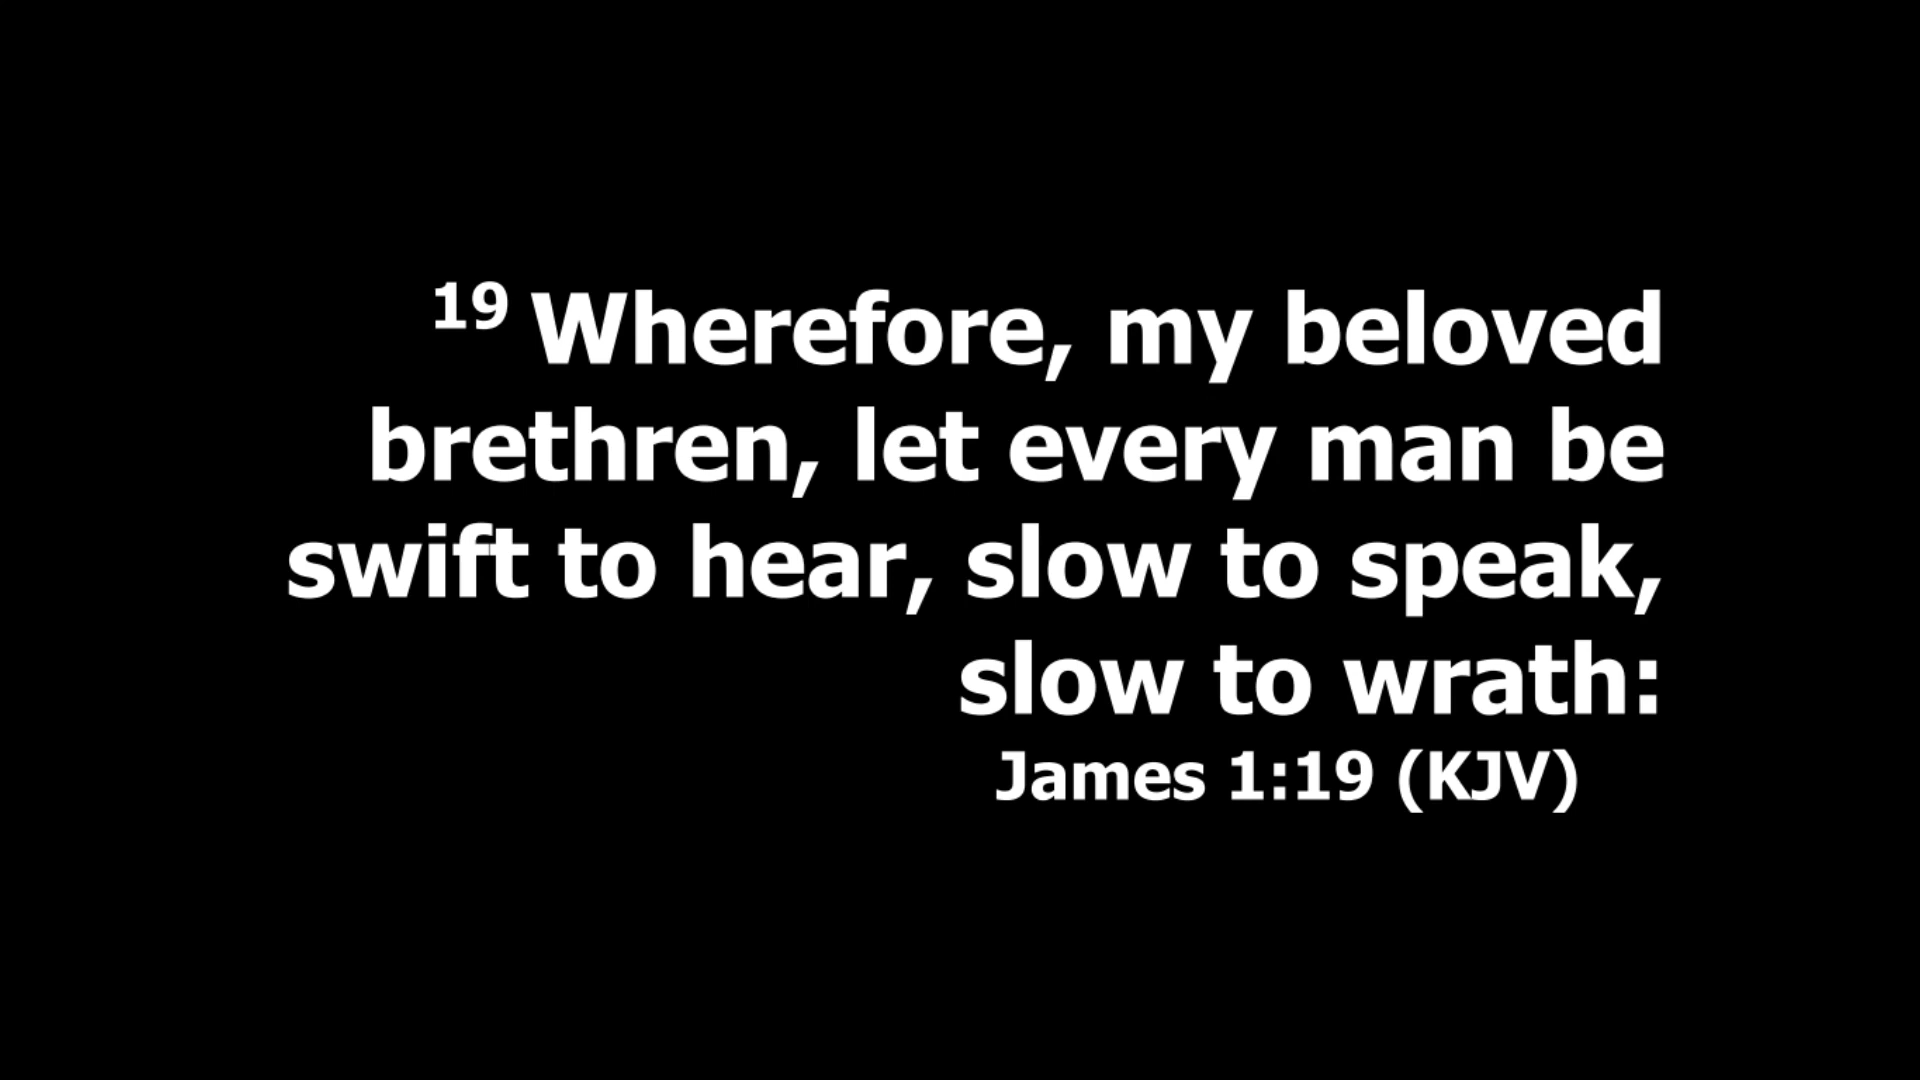 19 Wherefore, my beloved
brethren, let every man be
swift to hear, slow to speak,
slow to wrath:
James 1:19 (KJV)